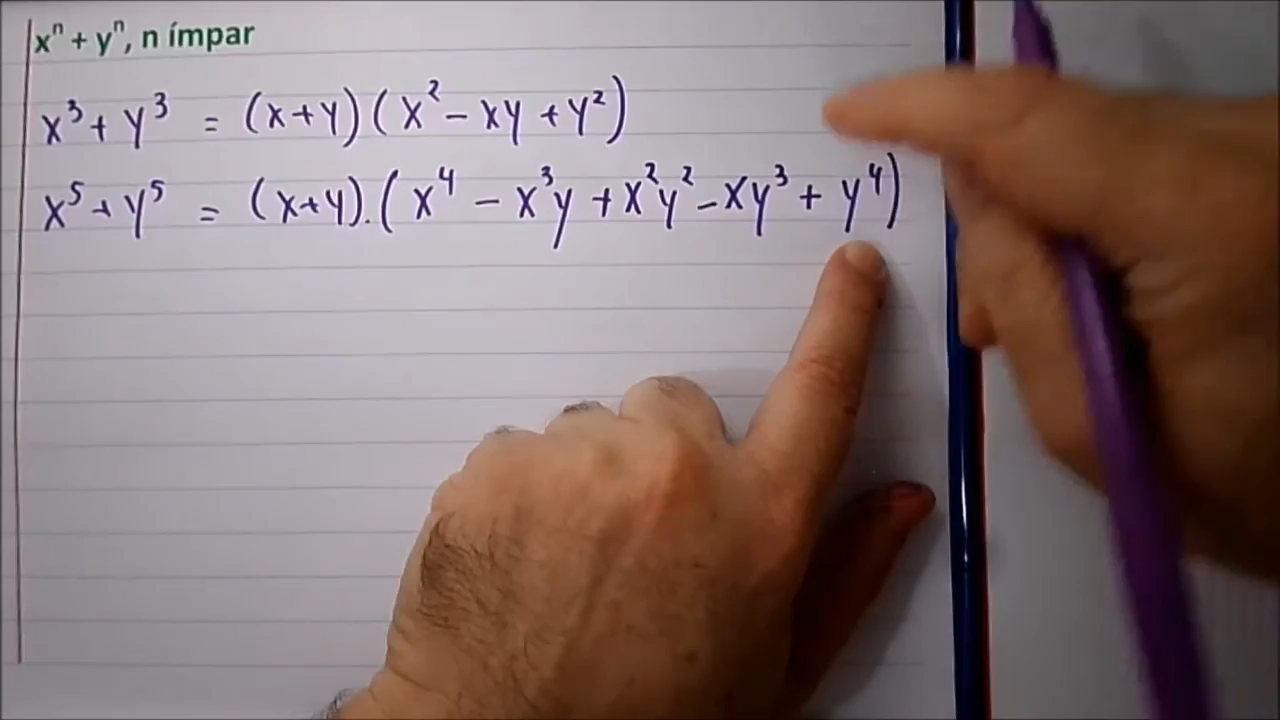 xⁿ + yⁿ, n ímpar
x³ + y³ = (x+y)(x² - xy + y²)
x⁵ + y⁵ = (x+y).(x⁴ - x³y + x²y² - xy³ + y⁴)